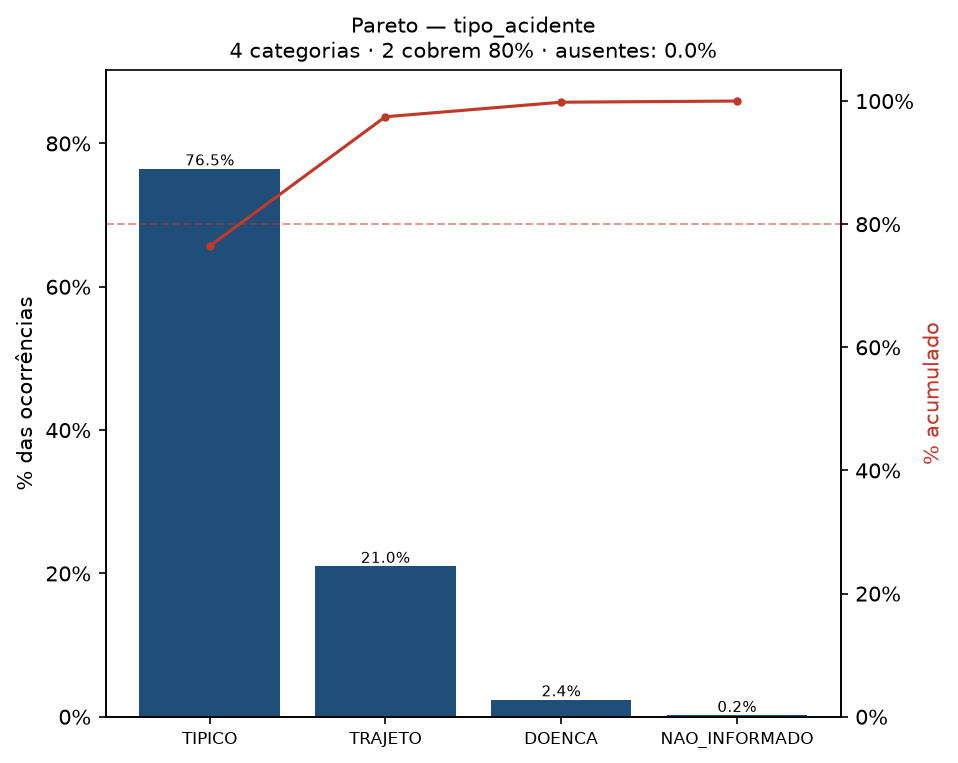 Pareto — tipo_acidente
4 categorias · 2 cobrem 80% · ausentes: 0.0%
% das ocorrências
80%
60%
40%
20%
0%
76.5%
21.0%
2.4%
0.2%
TIPICO
TRAJETO
DOENCA
NAO_INFORMADO
100%
80%
60%
40%
20%
0%
% acumulado